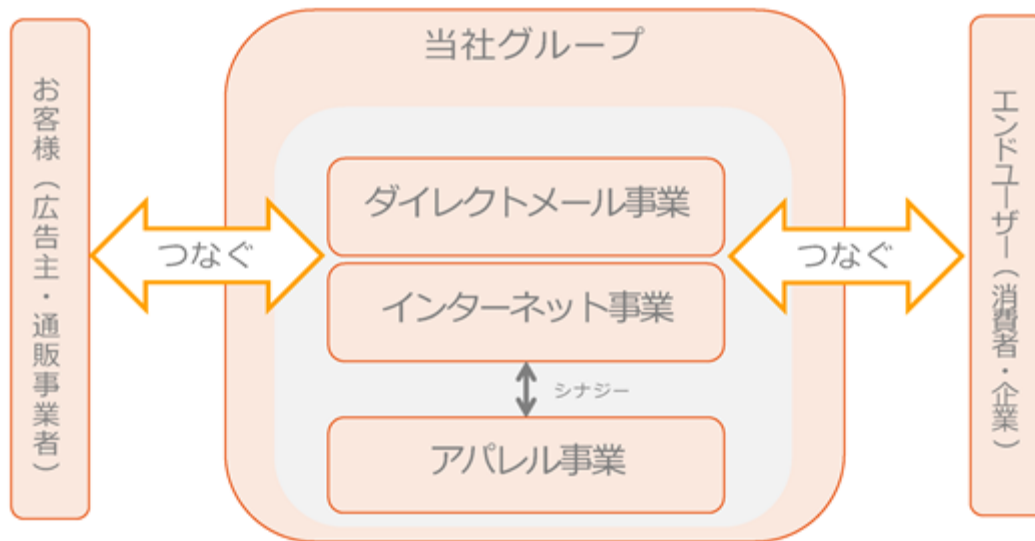 当社グループ
お客様（広告主・通販事業者）
つなぐ
ダイレクトメール事業
インターネット事業
シナジー
アパレル事業
つなぐ
エンドユーザー（消費者・企業）